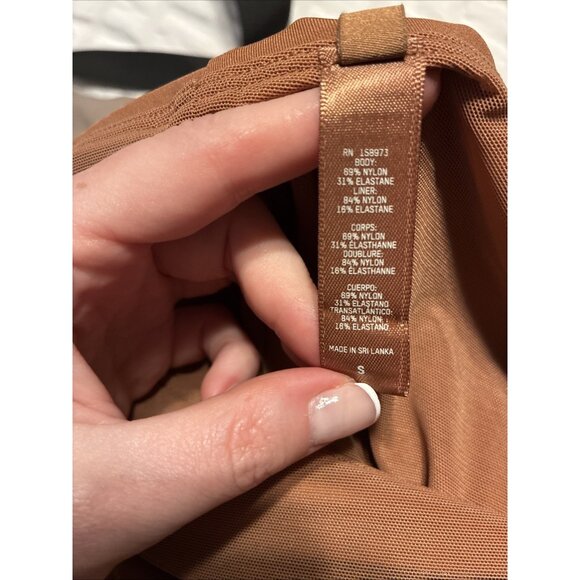 RN 158973
BODY:
69% NYLON
31% ELASTANE
LINER:
84% NYLON
16% ELASTANE
CORPS:
69% NYLON
31% ELASTHANNE
DOUBLURE:
84% NYLON
16% ELASTHANNE
CUERPO:
69% NYLON
31% ELASTANO
TRANSATLÁNTICO:
84% NYLON
16% ELASTANO
MADE IN SRI LANKA
S